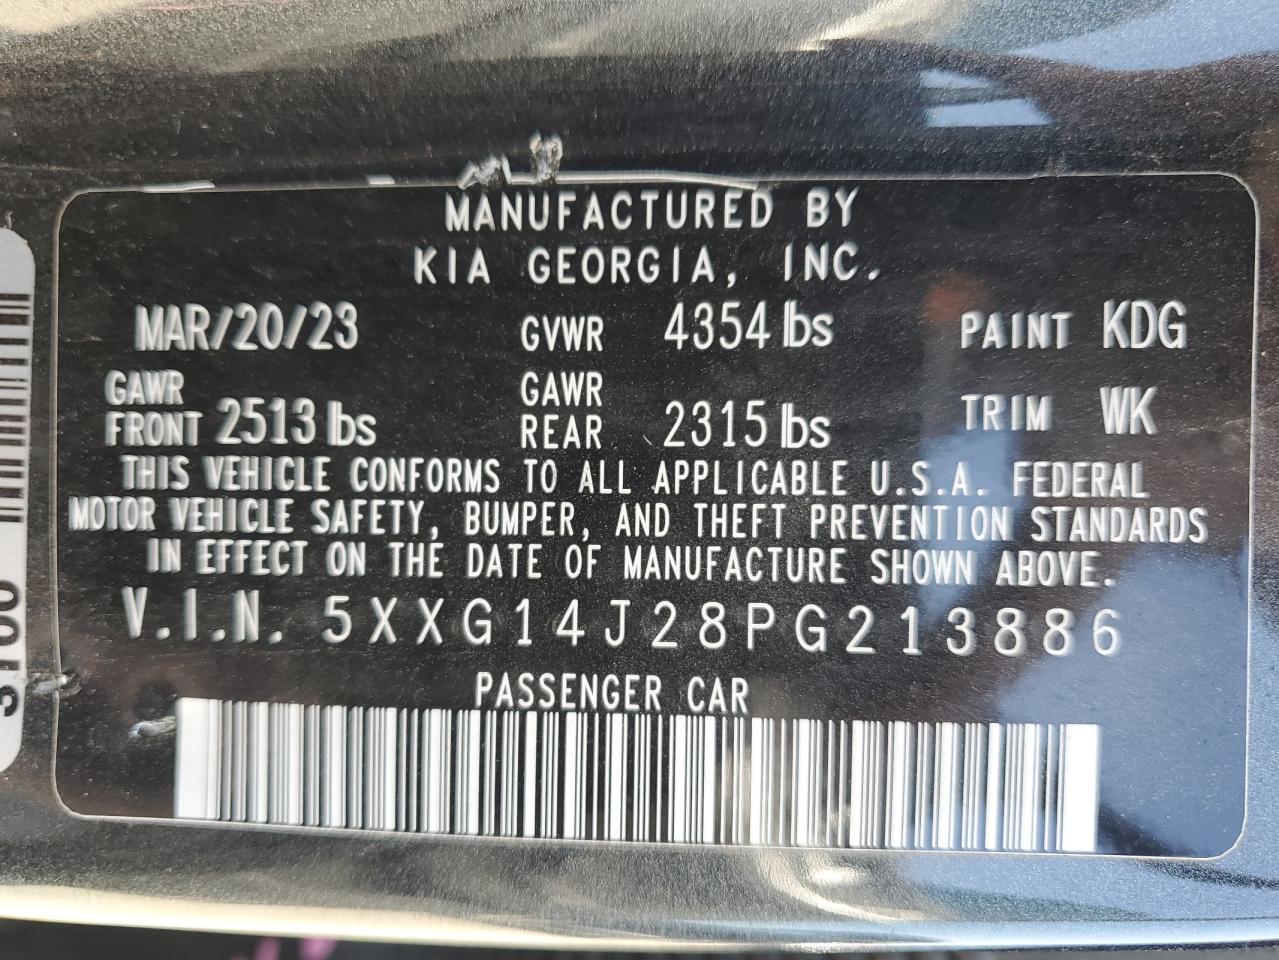 MANUFACTURED BY
KIA GEORGIA, INC.
MAR/20/23 GVWR 4354 lbs PAINT KDG
GAWR FRONT 2513 lbs GAWR REAR 2315 lbs TRIM WK
THIS VEHICLE CONFORMS TO ALL APPLICABLE U.S.A. FEDERAL
MOTOR VEHICLE SAFETY, BUMPER, AND THEFT PREVENTION STANDARDS
IN EFFECT ON THE DATE OF MANUFACTURE SHOWN ABOVE.
V.I.N. 5XXG14J28PG213886
PASSENGER CAR